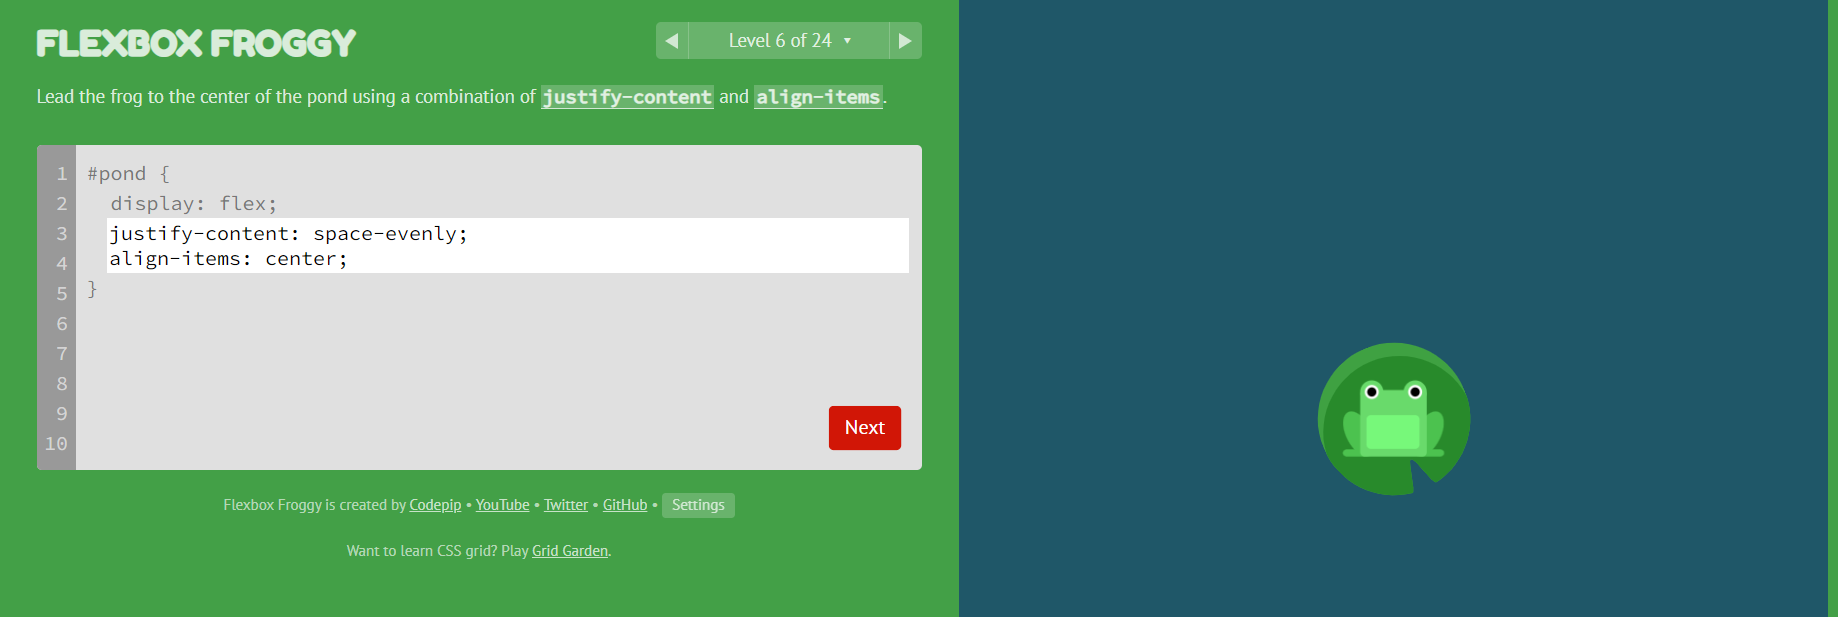 FLEXBOX FROGGY
◀ Level 6 of 24 ▼ ▶
Lead the frog to the center of the pond using a combination of justify-content and align-items.
1 #pond {
2 display: flex;
3 justify-content: space-evenly;
4 align-items: center;
5 }
6
7
8
9
10
Next
Flexbox Froggy is created by Codepip • YouTube • Twitter • GitHub • Settings
Want to learn CSS grid? Play Grid Garden.